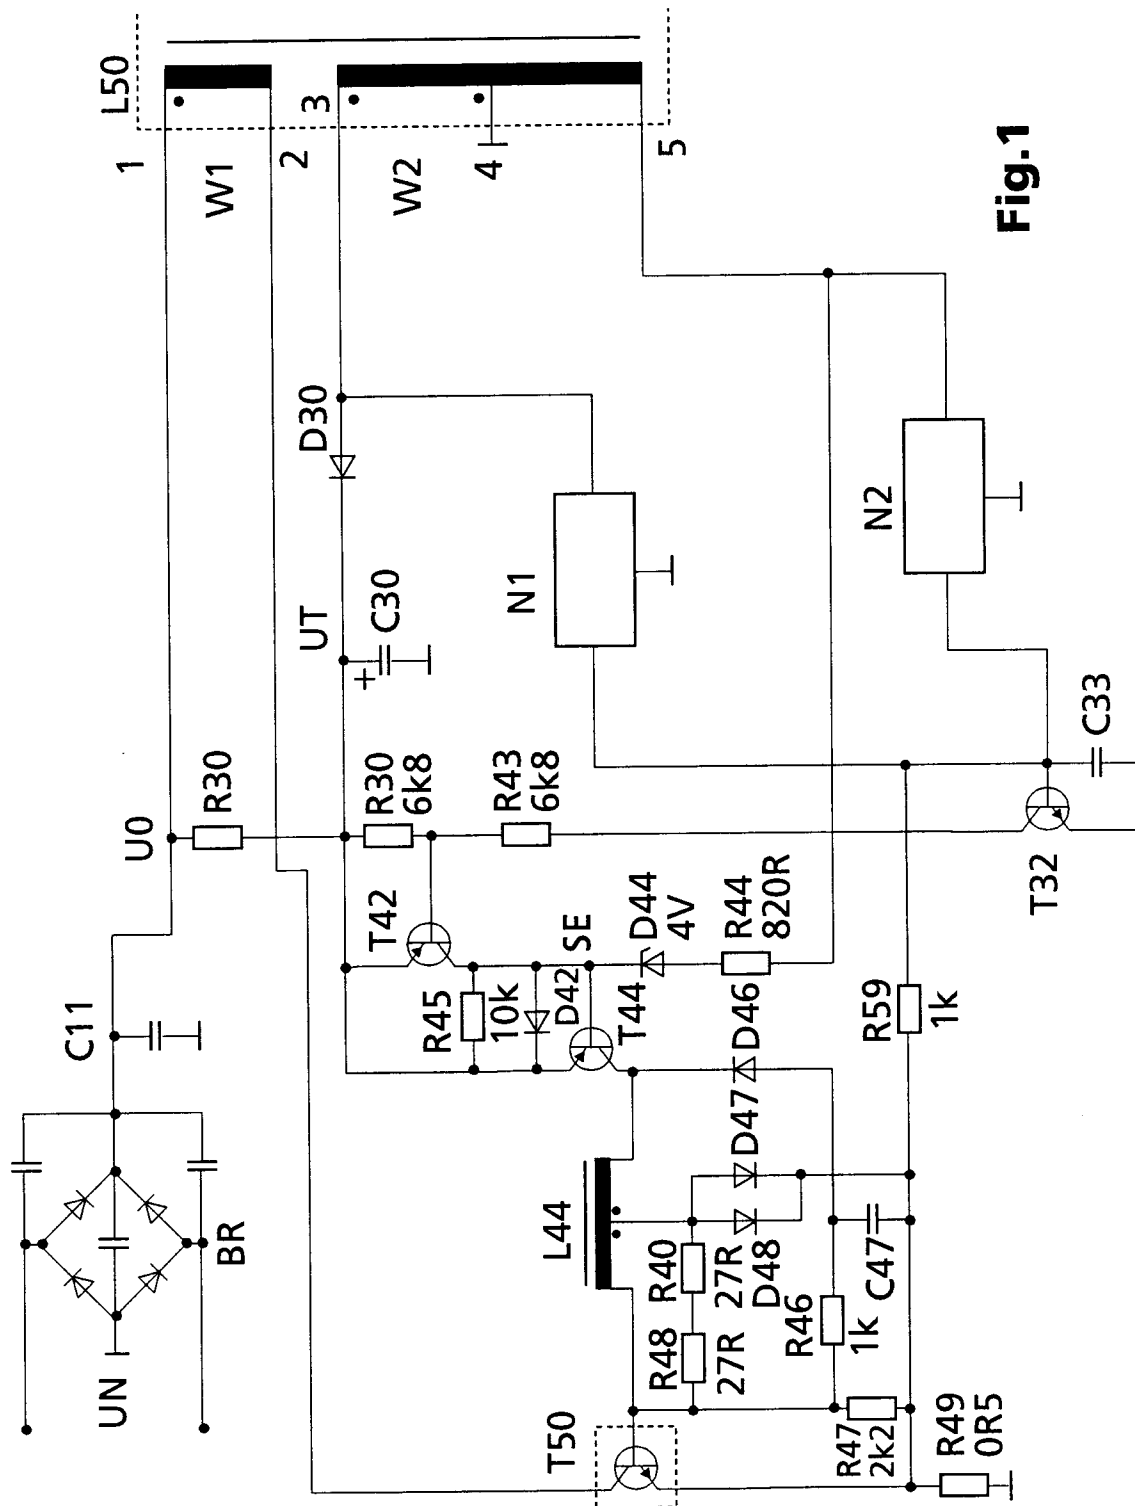 L50
1
W1
2
3
W2
4
5
Fig.1
D30
UT
C30
N1
N2
U0
R30
R30
6k8
R43
6k8
C33
T32
T42
SE
D44
4V
R44
820R
C11
R45
10k
D42
T44
D46
R59
1k
D47
L44
BR
R40
27R
D48
R46
1k
C47
UN
R48
27R
T50
R47
2k2
R49
0R5